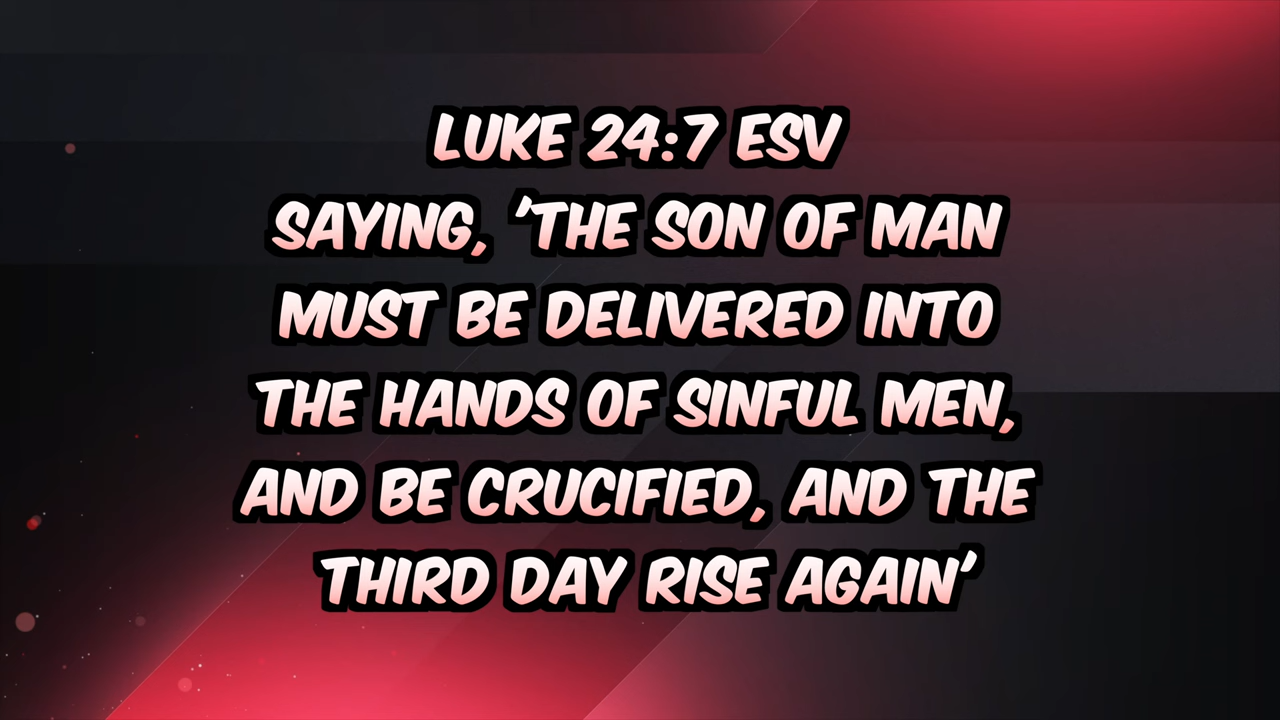 LUKE 24:7 ESV
SAYING, 'THE SON OF MAN
MUST BE DELIVERED INTO
THE HANDS OF SINFUL MEN,
AND BE CRUCIFIED, AND THE
THIRD DAY RISE AGAIN'